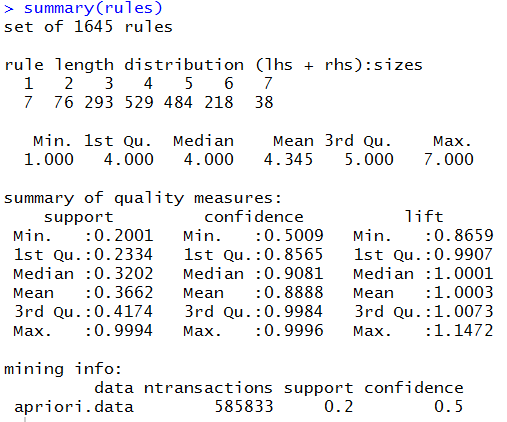 > summary(rules)
set of 1645 rules
rule length distribution (lhs + rhs):sizes
1 2 3 4 5 6 7
7 76 293 529 484 218 38
Min. 1st Qu. Median Mean 3rd Qu. Max.
1.000 4.000 4.000 4.345 5.000 7.000
summary of quality measures:
support confidence lift
Min. :0.2001 Min. :0.5009 Min. :0.8659
1st Qu.:0.2334 1st Qu.:0.8565 1st Qu.:0.9907
Median :0.3202 Median :0.9081 Median :1.0001
Mean :0.3662 Mean :0.8888 Mean :1.0003
3rd Qu.:0.4174 3rd Qu.:0.9984 3rd Qu.:1.0073
Max. :0.9994 Max. :0.9996 Max. :1.1472
mining info:
data ntransactions support confidence
apriori.data 585833 0.2 0.5